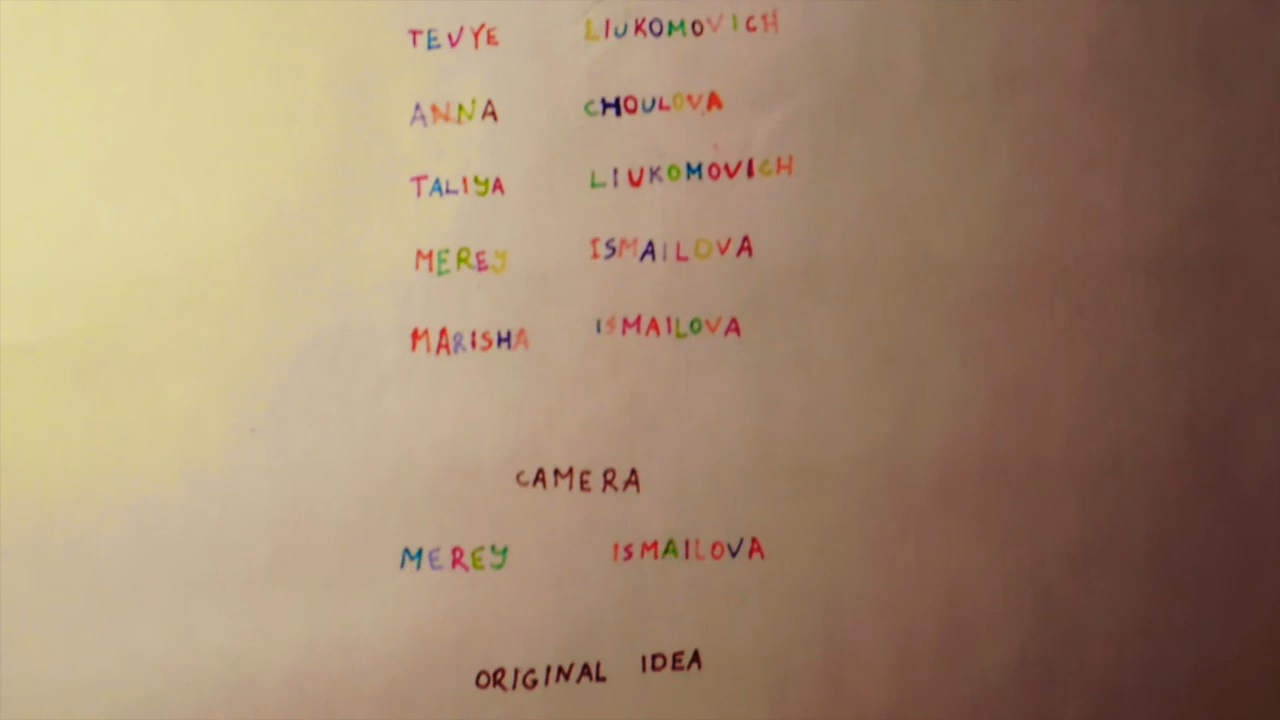 TEVYE LIUKOMOVICH
ANNA CHOULOVA
TALIYA LIUKOMOVICH
MEREY ISMAILOVA
MARISHA ISMAILOVA
CAMERA
MEREY ISMAILOVA
ORIGINAL IDEA